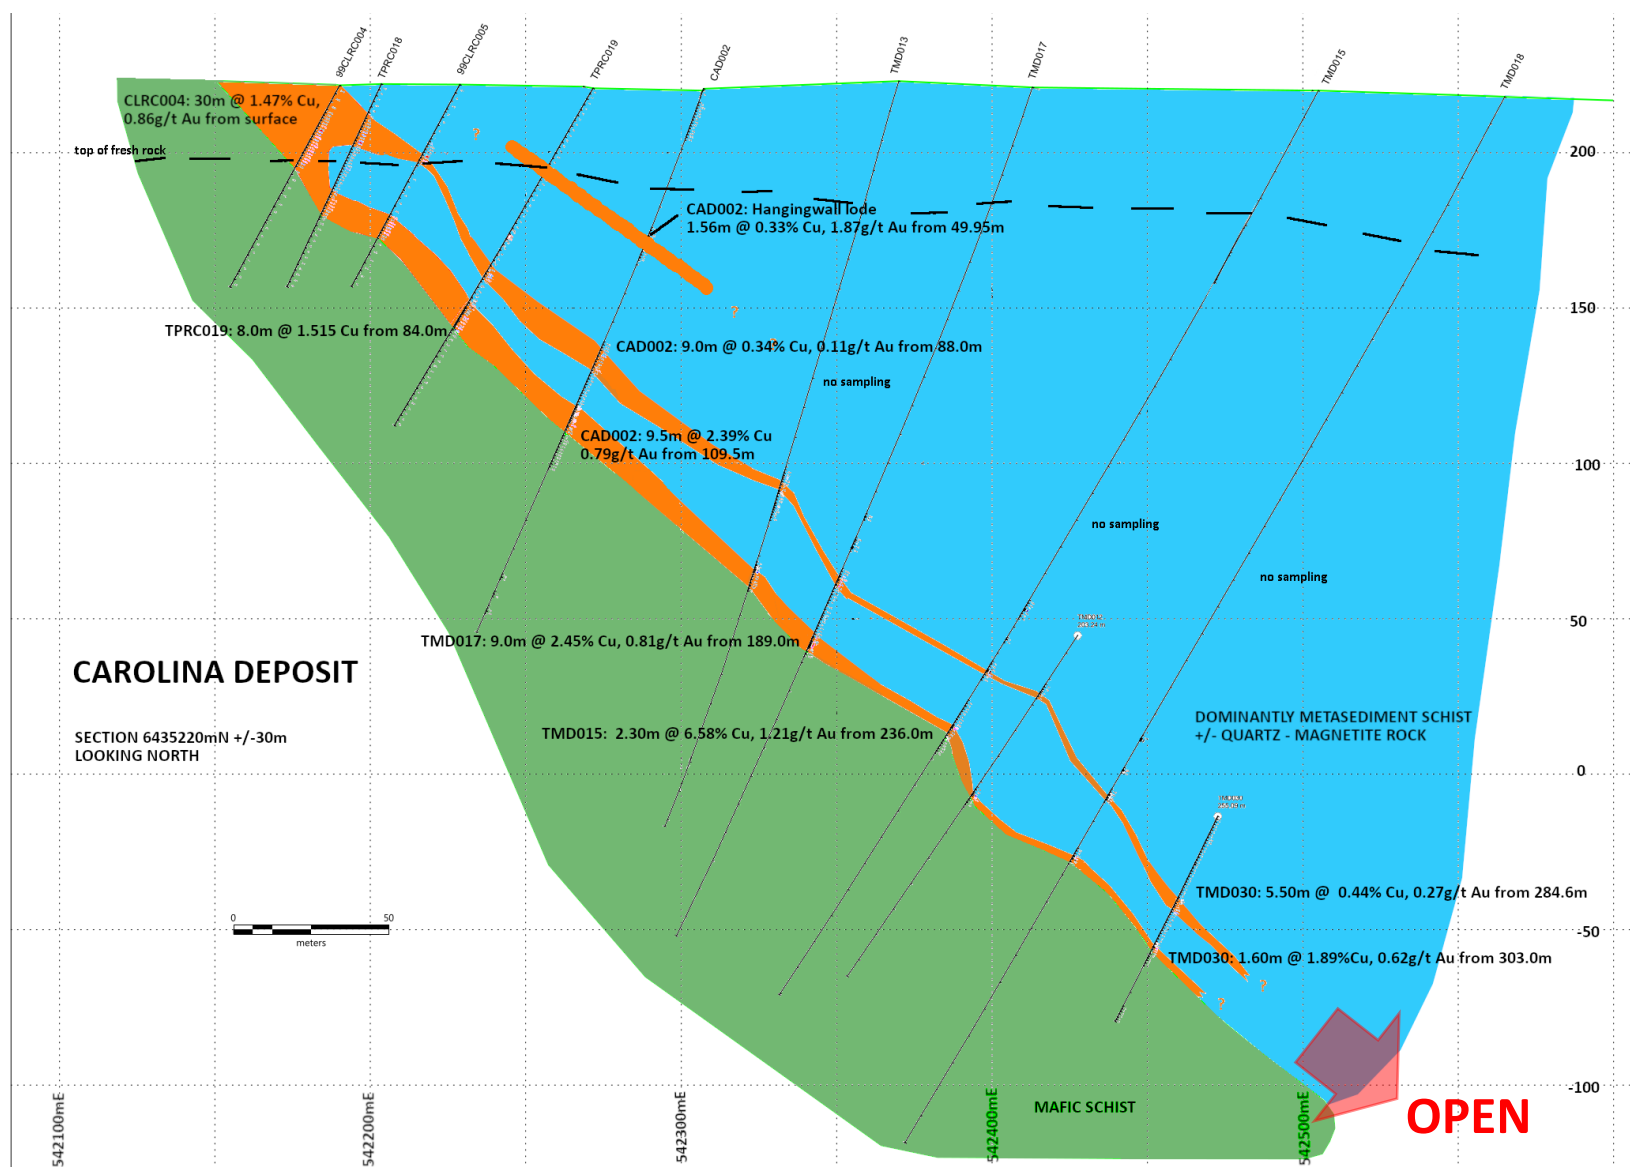 99CLRC004
TPRC018
99CLRC005
TPRC019
CAD002
TMD013
TMD017
TMD015
TMD018
CLRC004: 30m @ 1.47% Cu,
0.86g/t Au from surface
top of fresh rock
200
?
CAD002: Hangingwall lode
1.56m @ 0.33% Cu, 1.87g/t Au from 49.95m
150
?
TPRC019: 8.0m @ 1.515 Cu from 84.0m
CAD002: 9.0m @ 0.34% Cu, 0.11g/t Au from 88.0m
no sampling
CAD002: 9.5m @ 2.39% Cu
0.79g/t Au from 109.5m
100
no sampling
no sampling
50
TMD017: 9.0m @ 2.45% Cu, 0.81g/t Au from 189.0m
CAROLINA DEPOSIT
SECTION 6435220mN +/-30m
LOOKING NORTH
TMD015: 2.30m @ 6.58% Cu, 1.21g/t Au from 236.0m
DOMINANTLY METASEDIMENT SCHIST
+/- QUARTZ - MAGNETITE ROCK
0
TMD030: 5.50m @ 0.44% Cu, 0.27g/t Au from 284.6m
0 50
meters
-50
TMD030: 1.60m @ 1.89%Cu, 0.62g/t Au from 303.0m
?
?
-100
MAFIC SCHIST
OPEN
542100mE
542200mE
542300mE
542400mE
542500mE